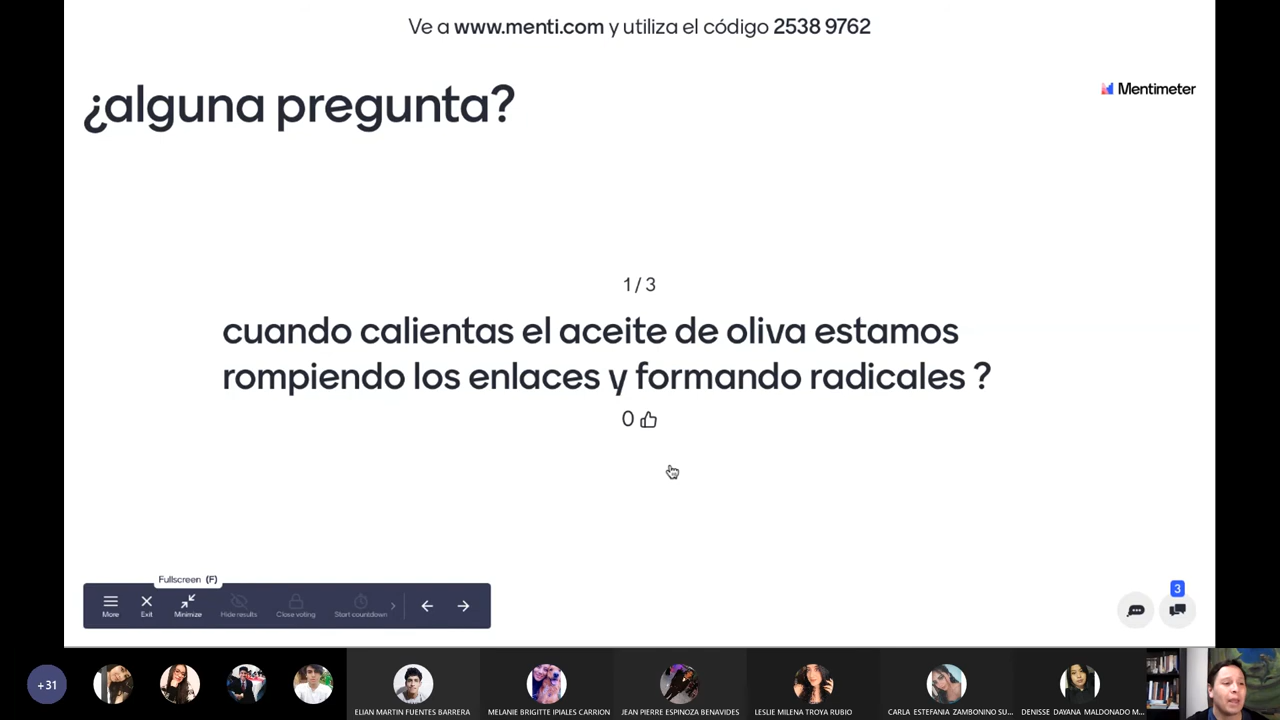 Ve a www.menti.com y utiliza el código 2538 9762
¿alguna pregunta?
Mentimeter
1 / 3
cuando calientas el aceite de oliva estamos
rompiendo los enlaces y formando radicales ?
0
Fullscreen (F)
More Exit Minimize Hide results Close voting Start countdown
3
+31
ELIAN MARTIN FUENTES BARRERA MELANIE BRIGITTE IPIALES CARRION JEAN PIERRE ESPINOZA BENAVIDES LESLIE MILENA TROYA RUBIO CARLA ESTEFANIA ZAMBONINO SU... DENISSE DAYANA MALDONADO M...